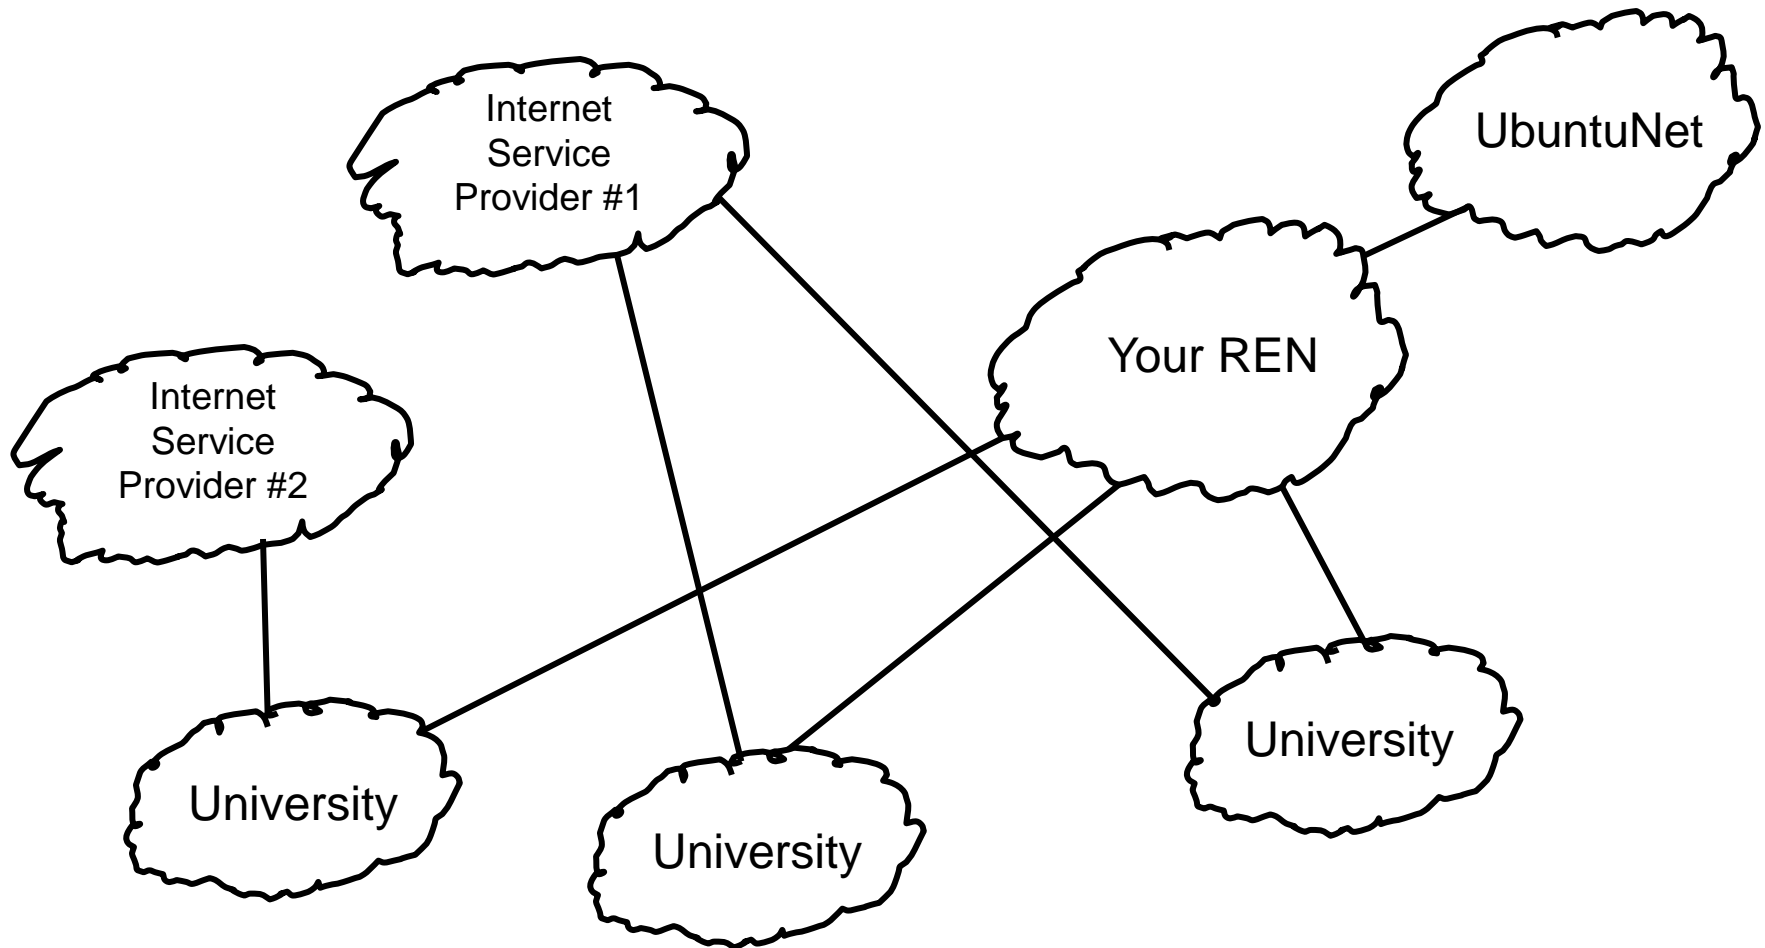 Internet
Service
Provider #1
UbuntuNet
Your REN
Internet
Service
Provider #2
University
University
University